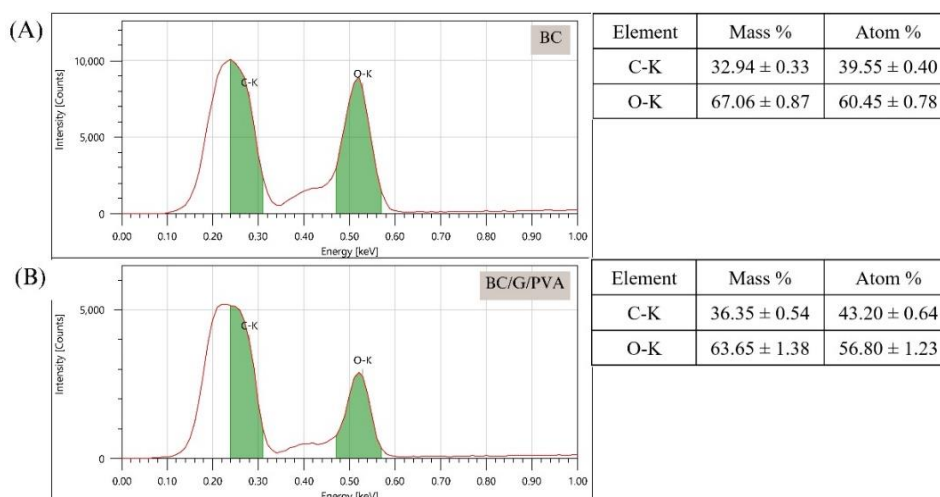 (A)
BC
10,000
5,000
0
Intensity [Counts]
C-K
O-K
0.00 0.10 0.20 0.30 0.40 0.50 0.60 0.70 0.80 0.90 1.00
Energy [keV]
Element Mass % Atom %
C-K 32.94 ± 0.33 39.55 ± 0.40
O-K 67.06 ± 0.87 60.45 ± 0.78
(B)
BC/G/PVA
5,000
0
Intensity [Counts]
C-K
O-K
0.00 0.10 0.20 0.30 0.40 0.50 0.60 0.70 0.80 0.90 1.00
Energy [keV]
Element Mass % Atom %
C-K 36.35 ± 0.54 43.20 ± 0.64
O-K 63.65 ± 1.38 56.80 ± 1.23